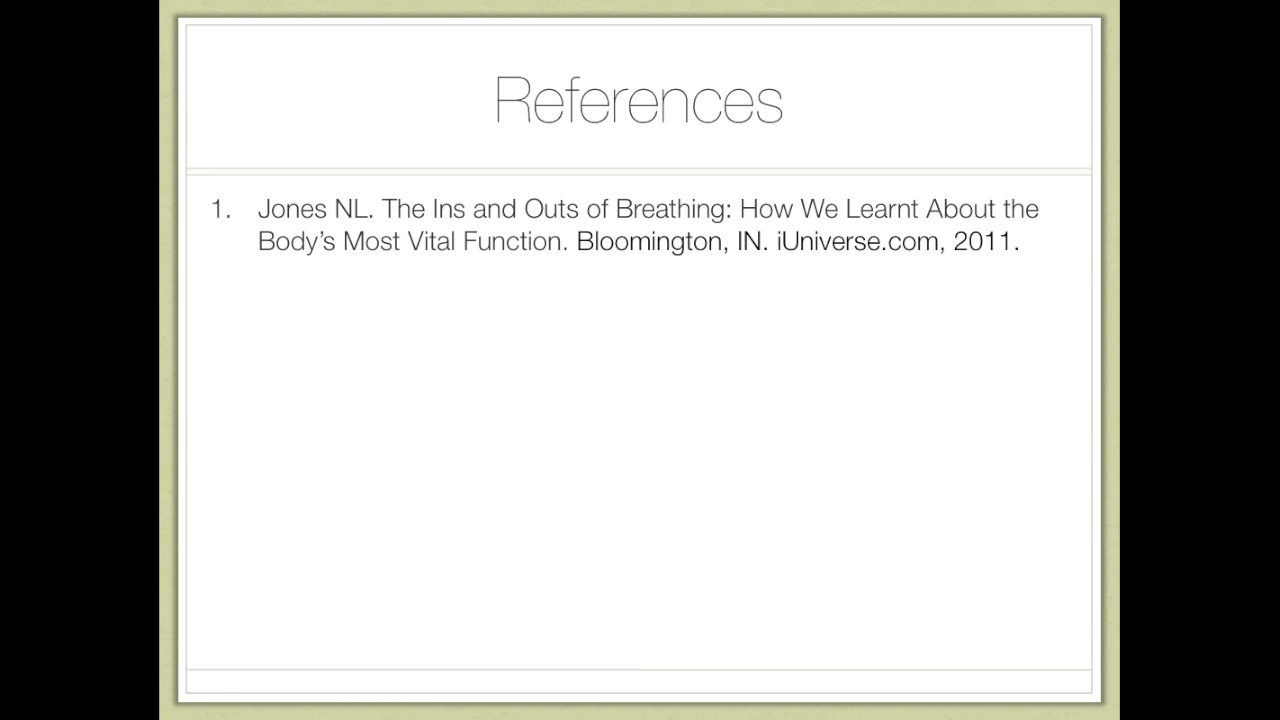 References
1. Jones NL. The Ins and Outs of Breathing: How We Learnt About the
Body’s Most Vital Function. Bloomington, IN. iUniverse.com, 2011.